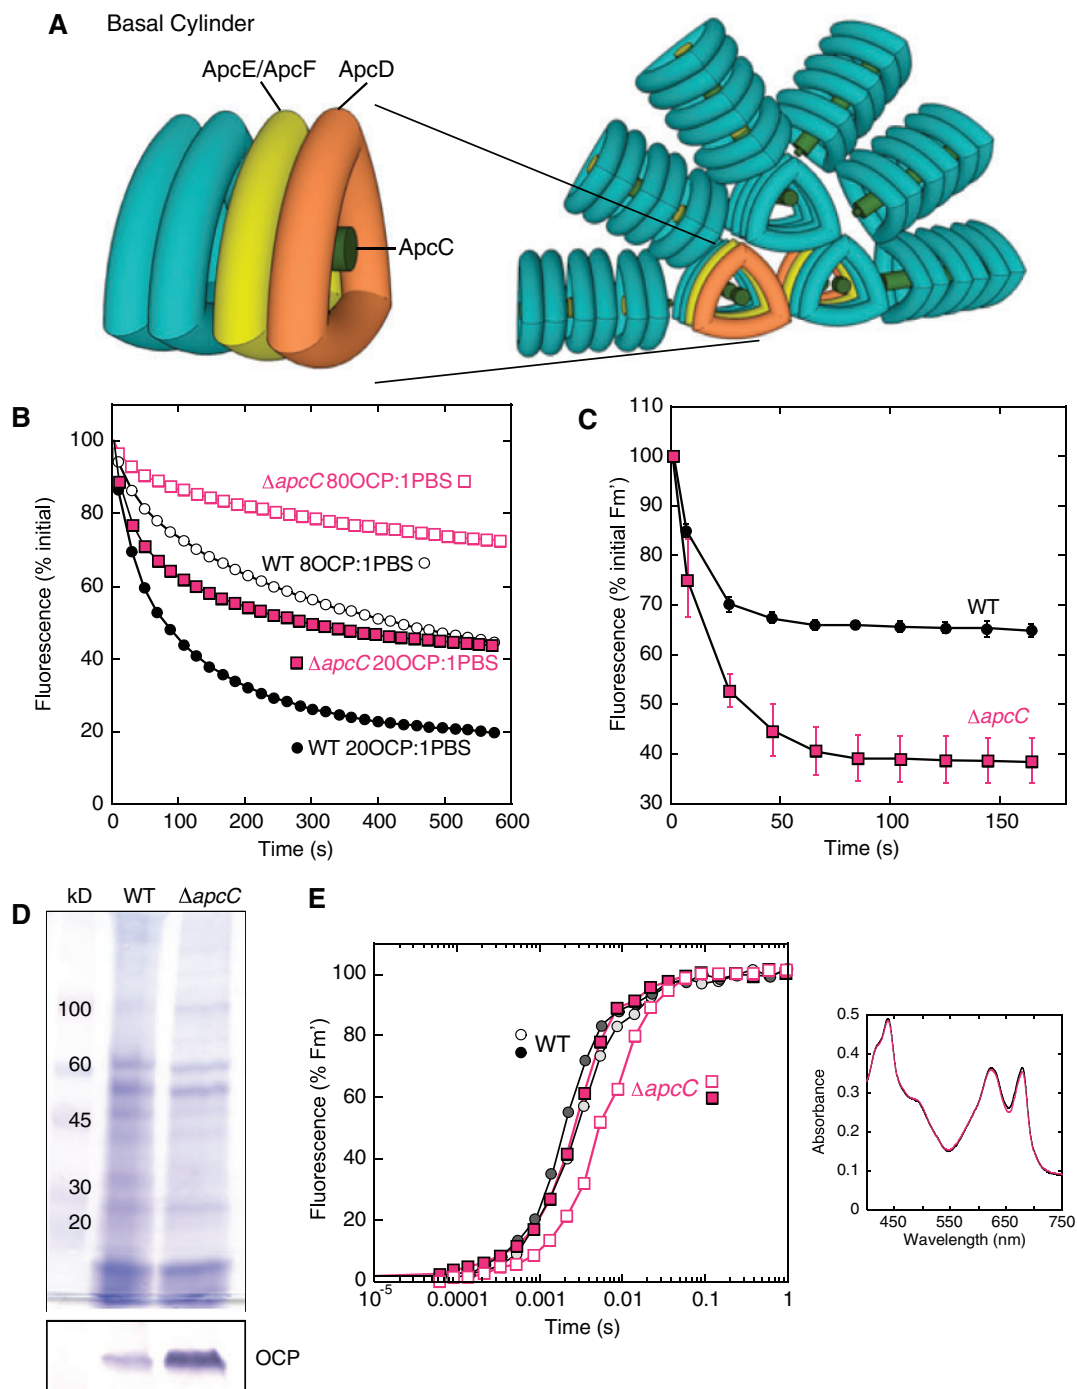 A
Basal Cylinder
ApcE/ApcF
ApcD
ApcC
B
Fluorescence (% initial)
100
80
60
40
20
0
ΔapcC 80OCP:1PBS
WT 8OCP:1PBS
ΔapcC 20OCP:1PBS
WT 20OCP:1PBS
0 100 200 300 400 500 600
Time (s)
C
Fluorescence (% initial Fm')
110
100
90
80
70
60
50
40
30
WT
ΔapcC
0 50 100 150
Time (s)
D
kD WT ΔapcC
100
60
45
30
20
OCP
E
Fluorescence (% Fm')
100
80
60
40
20
0
WT
ΔapcC
10-5 0.0001 0.001 0.01 0.1 1
Time (s)
Absorbance
0.5
0.4
0.3
0.2
0.1
0
450 550 650 750
Wavelength (nm)